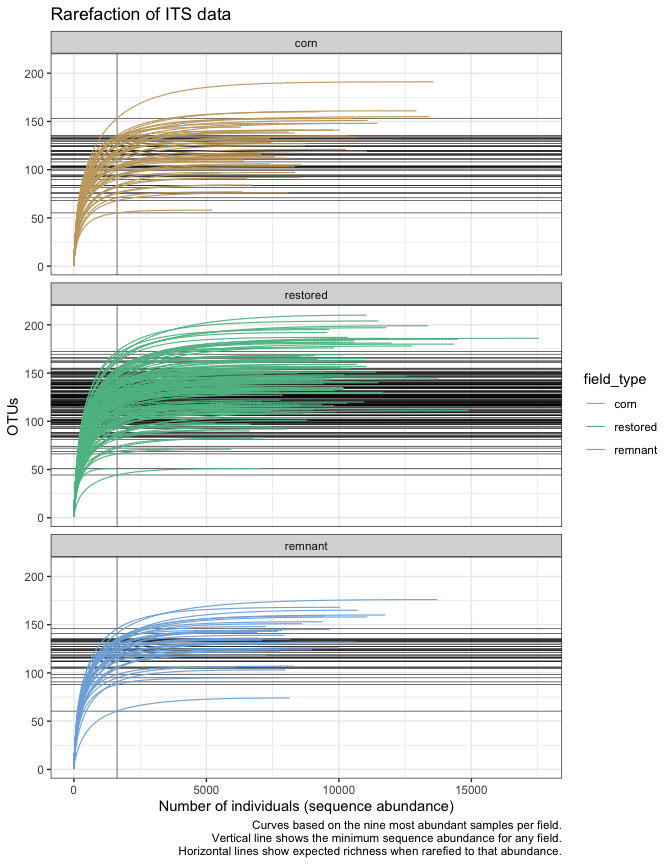 Rarefaction of ITS data
corn
200
150
100
50
0
restored
200
150
100
50
0
remnant
200
150
100
50
0
OTUs
0 5000 10000 15000
Number of individuals (sequence abundance)
field_type
corn
restored
remnant
Curves based on the nine most abundant samples per field.
Vertical line shows the minimum sequence abundance for any field.
Horizontal lines show expected richness when rarefied to that abundance.